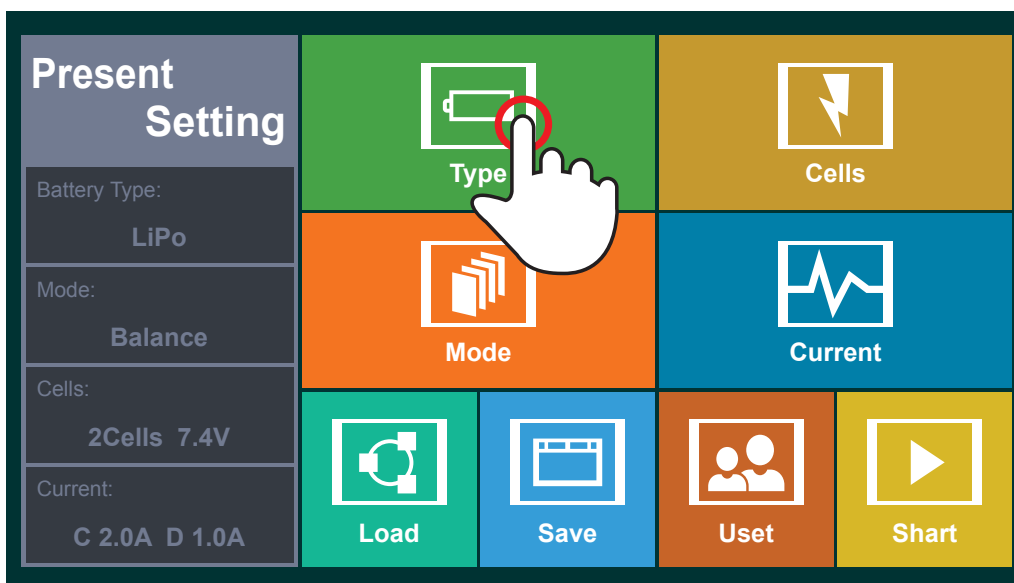 Present
Setting
Battery Type:
LiPo
Mode:
Balance
Cells:
2Cells 7.4V
Current:
C 2.0A D 1.0A
Type
Cells
Mode
Current
Load
Save
Uset
Shart